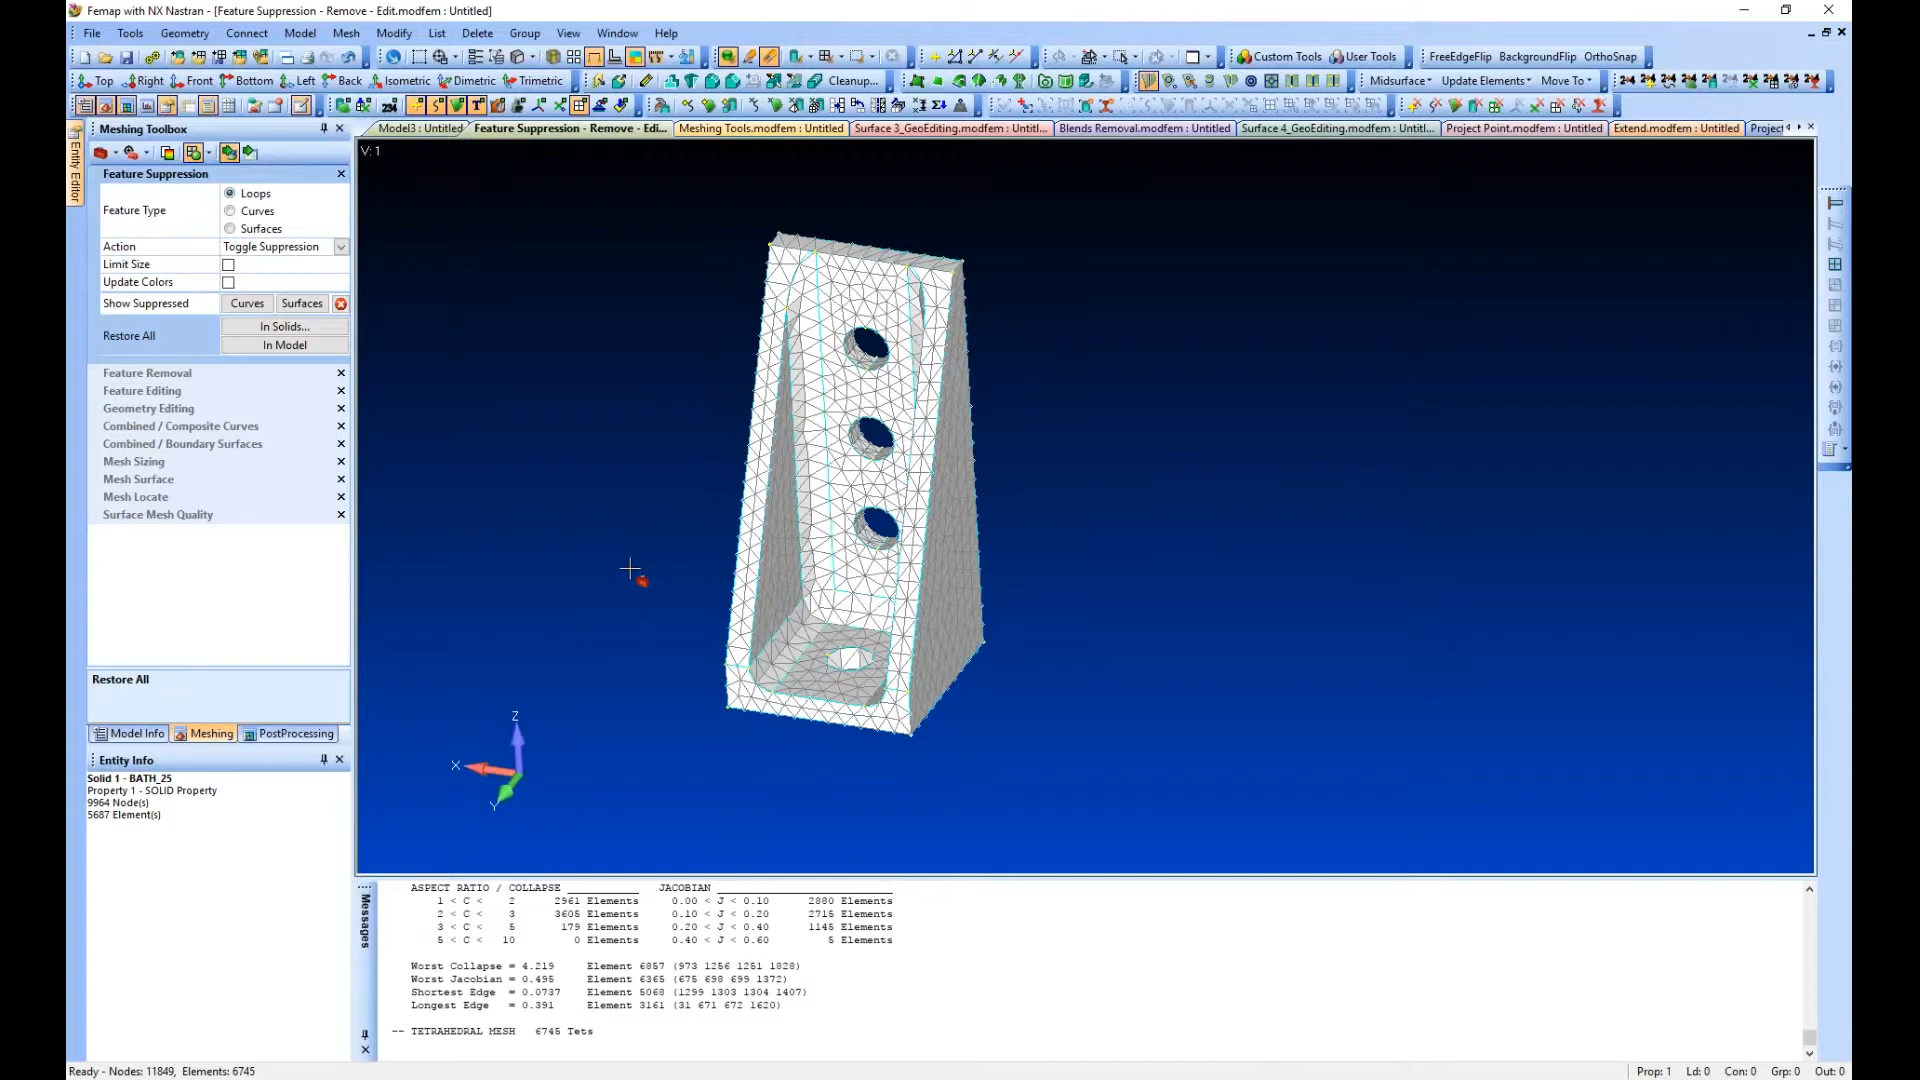 Femap with NX Nastran - [Feature Suppression - Remove - Edit.modfem : Untitled]
File Tools Geometry Connect Model Mesh Modify List Delete Group View Window Help
Custom Tools User Tools FreeEdgeFlip BackgroundFlip OrthoSnap
Top Right Front Bottom Left Back Isometric Dimetric Trimetric Cleanup... Midsurface Update Elements Move To
Meshing Toolbox
Model3 : Untitled Feature Suppression - Remove - Edi... Meshing Tools.modfem : Untitled Surface 3_GeoEditing.modfem : Untitl... Blends Removal.modfem : Untitled Surface 4_GeoEditing.modfem : Untitl... Project Point.modfem : Untitled Extend.modfem : Untitled Project
Entity Editor
V: 1
Feature Suppression
Feature Type
Loops
Curves
Surfaces
Action Toggle Suppression
Limit Size
Update Colors
Show Suppressed Curves Surfaces
Restore All
In Solids...
In Model
Feature Removal
Feature Editing
Geometry Editing
Combined / Composite Curves
Combined / Boundary Surfaces
Mesh Sizing
Mesh Surface
Mesh Locate
Surface Mesh Quality
Restore All
Model Info Meshing PostProcessing
Entity Info
Solid 1 - BATH_25
Property 1 - SOLID Property
9964 Node(s)
5687 Element(s)
Z
X
Y
Messages
ASPECT RATIO / COLLAPSE JACOBIAN
1 < C < 2 2961 Elements 0.00 < J < 0.10 2880 Elements
2 < C < 3 3605 Elements 0.10 < J < 0.20 2715 Elements
3 < C < 5 179 Elements 0.20 < J < 0.40 1145 Elements
5 < C < 10 0 Elements 0.40 < J < 0.60 5 Elements
Worst Collapse = 4.219 Element 6857 (973 1256 1251 1828)
Worst Jacobian = 0.495 Element 6365 (675 698 699 1372)
Shortest Edge = 0.0737 Element 5068 (1299 1303 1304 1407)
Longest Edge = 0.391 Element 3161 (31 671 672 1620)
-- TETRAHEDRAL MESH 6745 Tets
Ready - Nodes: 11849, Elements: 6745
Prop: 1 Ld: 0 Con: 0 Grp: 0 Out: 0